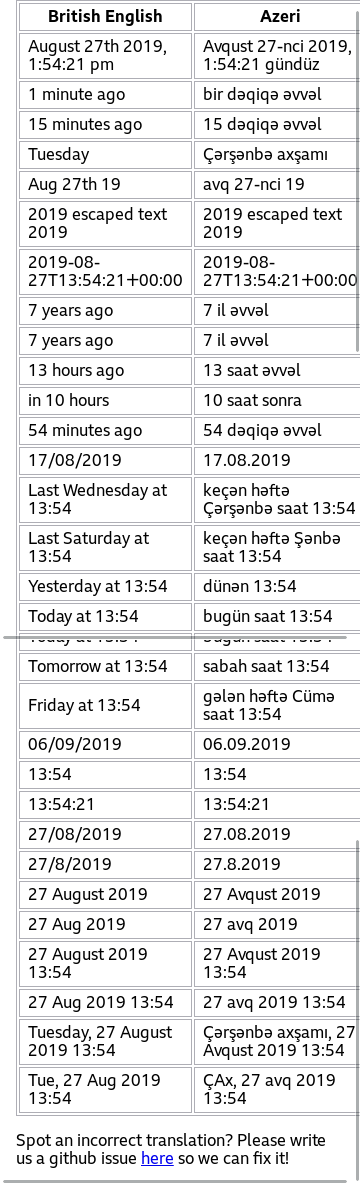 British English Azeri
August 27th 2019, Avqust 27-nci 2019,
1:54:21 pm 1:54:21 gündüz
1 minute ago bir dəqiqə əvvəl
15 minutes ago 15 dəqiqə əvvəl
Tuesday Çərşənbə axşamı
Aug 27th 19 avq 27-nci 19
2019 escaped text 2019 escaped text
2019 2019
2019-08- 2019-08-
27T13:54:21+00:00 27T13:54:21+00:00
7 years ago 7 il əvvəl
7 years ago 7 il əvvəl
13 hours ago 13 saat əvvəl
in 10 hours 10 saat sonra
54 minutes ago 54 dəqiqə əvvəl
17/08/2019 17.08.2019
Last Wednesday at keçən həftə
13:54 Çərşənbə saat 13:54
Last Saturday at keçən həftə Şənbə
13:54 saat 13:54
Yesterday at 13:54 dünən 13:54
Today at 13:54 bugün saat 13:54
Today at 13:54 bugün saat 13:54
Tomorrow at 13:54 sabah saat 13:54
Friday at 13:54 gələn həftə Cümə
saat 13:54
06/09/2019 06.09.2019
13:54 13:54
13:54:21 13:54:21
27/08/2019 27.08.2019
27/8/2019 27.8.2019
27 August 2019 27 Avqust 2019
27 Aug 2019 27 avq 2019
27 August 2019 27 Avqust 2019
13:54 13:54
27 Aug 2019 13:54 27 avq 2019 13:54
Tuesday, 27 August Çərşənbə axşamı, 27
2019 13:54 Avqust 2019 13:54
Tue, 27 Aug 2019 ÇAx, 27 avq 2019
13:54 13:54
Spot an incorrect translation? Please write
us a github issue here so we can fix it!